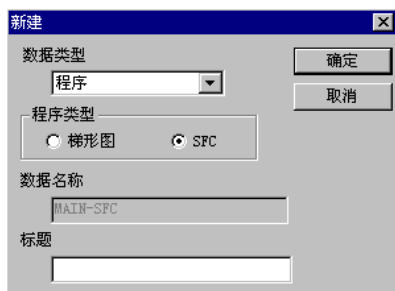 新建
数据类型
程序
确定
取消
程序类型
梯形图 SFC
数据名称
MAIN-SFC
标题